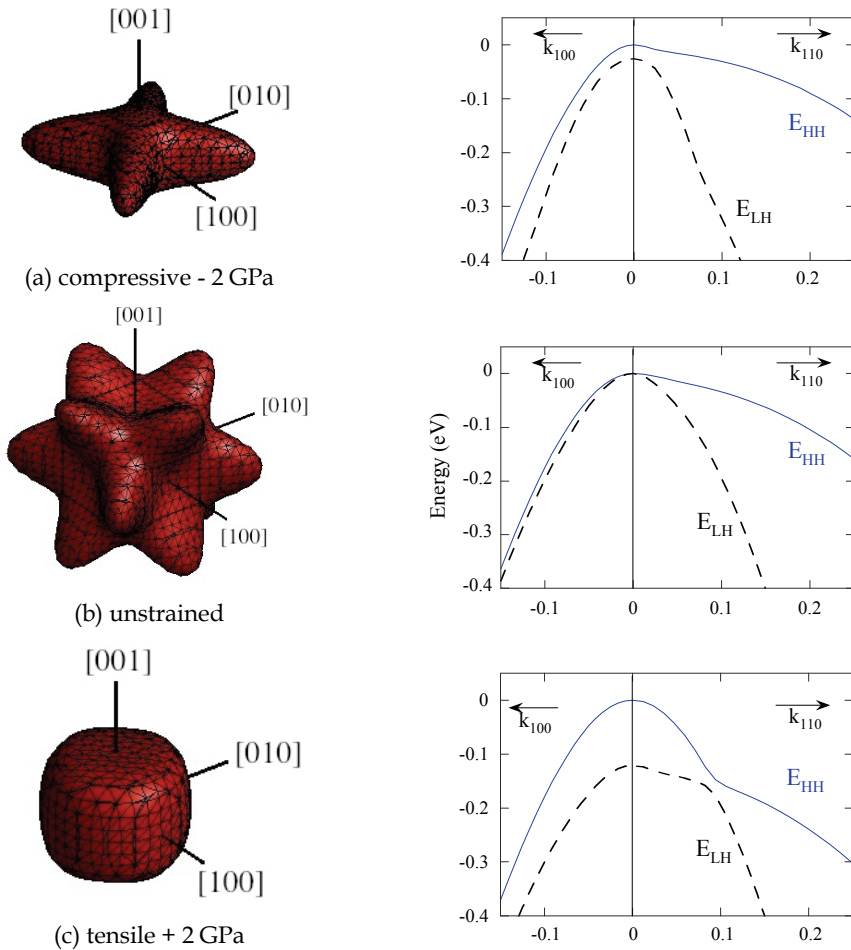 [001]
[010]
[100]
(a) compressive - 2 GPa
0
-0.1
-0.2
-0.3
-0.4
k100
k110
EHH
ELH
-0.1 0 0.1 0.2
[001]
[010]
[100]
(b) unstrained
Energy (eV)
0
-0.1
-0.2
-0.3
-0.4
k100
k110
EHH
ELH
-0.1 0 0.1 0.2
[001]
[010]
[100]
(c) tensile + 2 GPa
0
-0.1
-0.2
-0.3
-0.4
k100
k110
EHH
ELH
-0.1 0 0.1 0.2